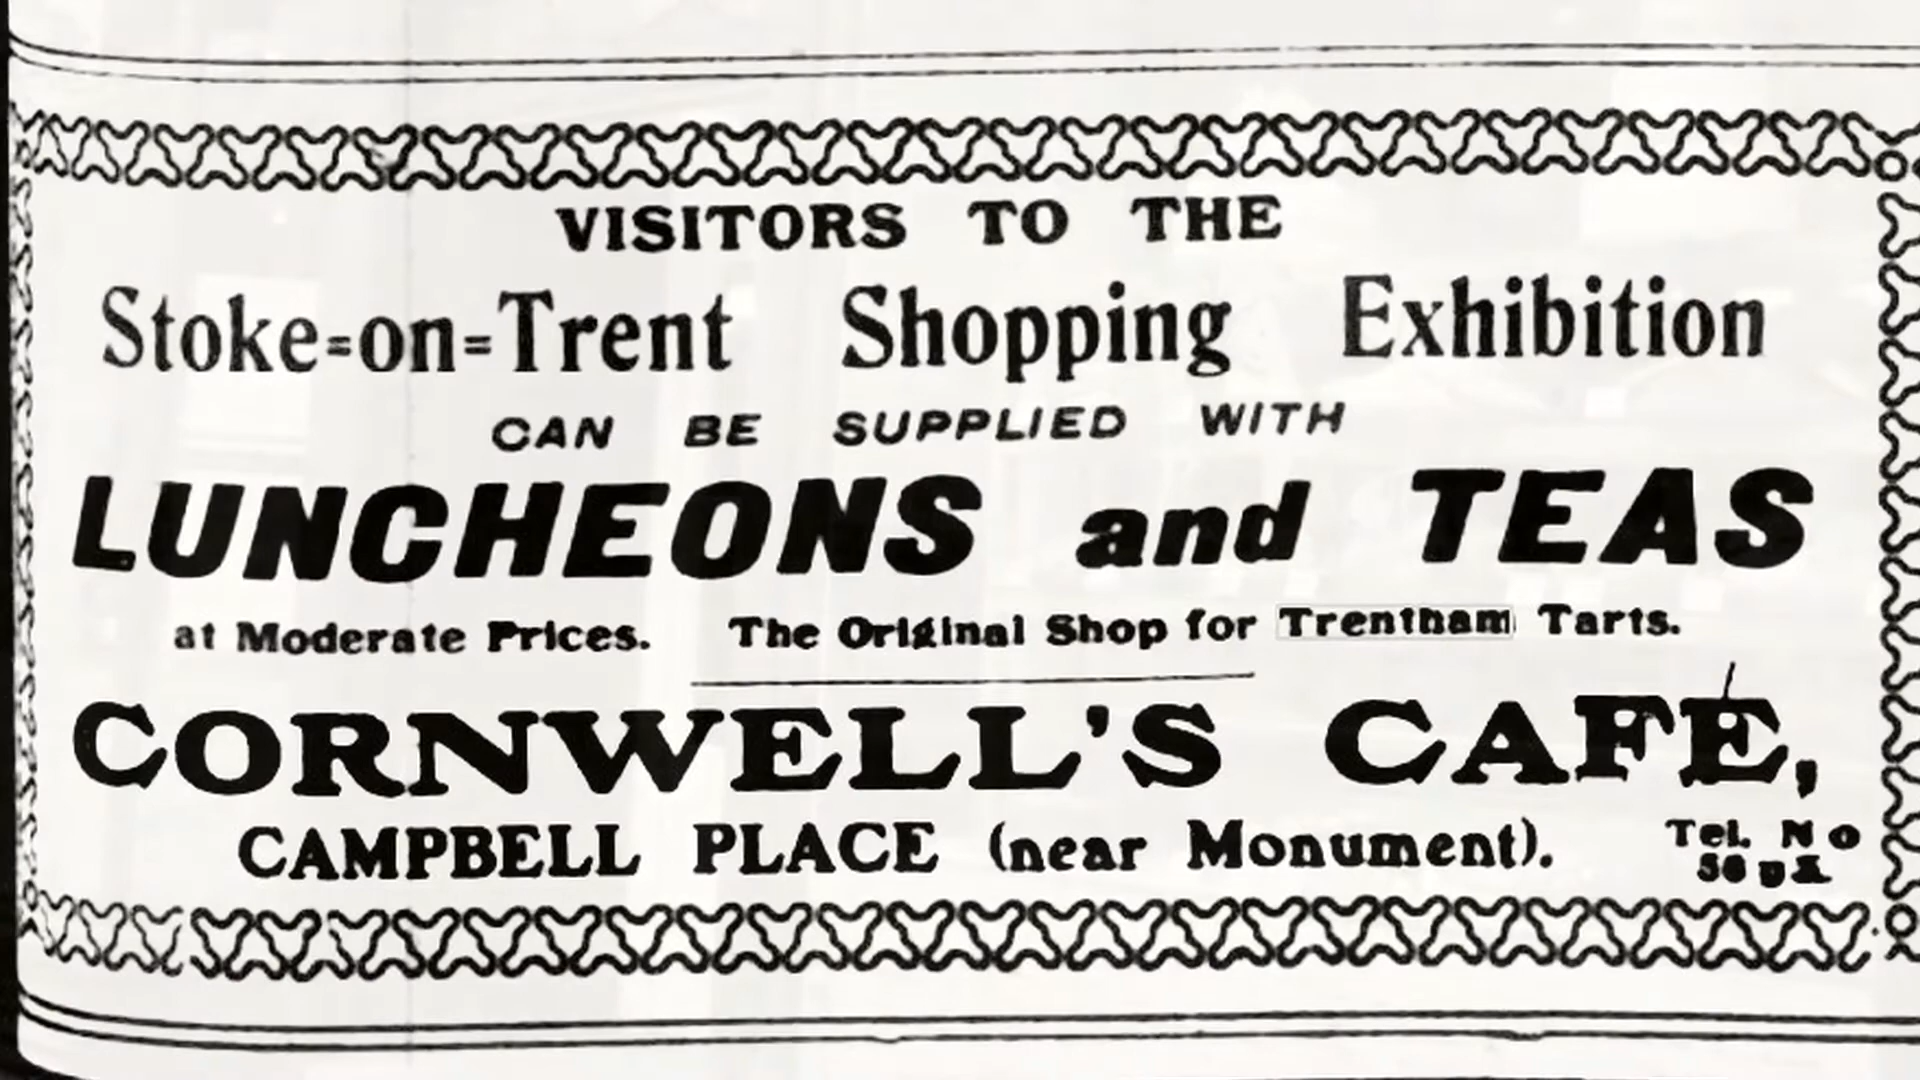 VISITORS TO THE
Stoke=on=Trent Shopping Exhibition
CAN BE SUPPLIED WITH
LUNCHEONS and TEAS
at Moderate Prices. The Original Shop for Trentham Tarts.
CORNWELL'S CAFÉ,
CAMPBELL PLACE (near Monument). Tel. No